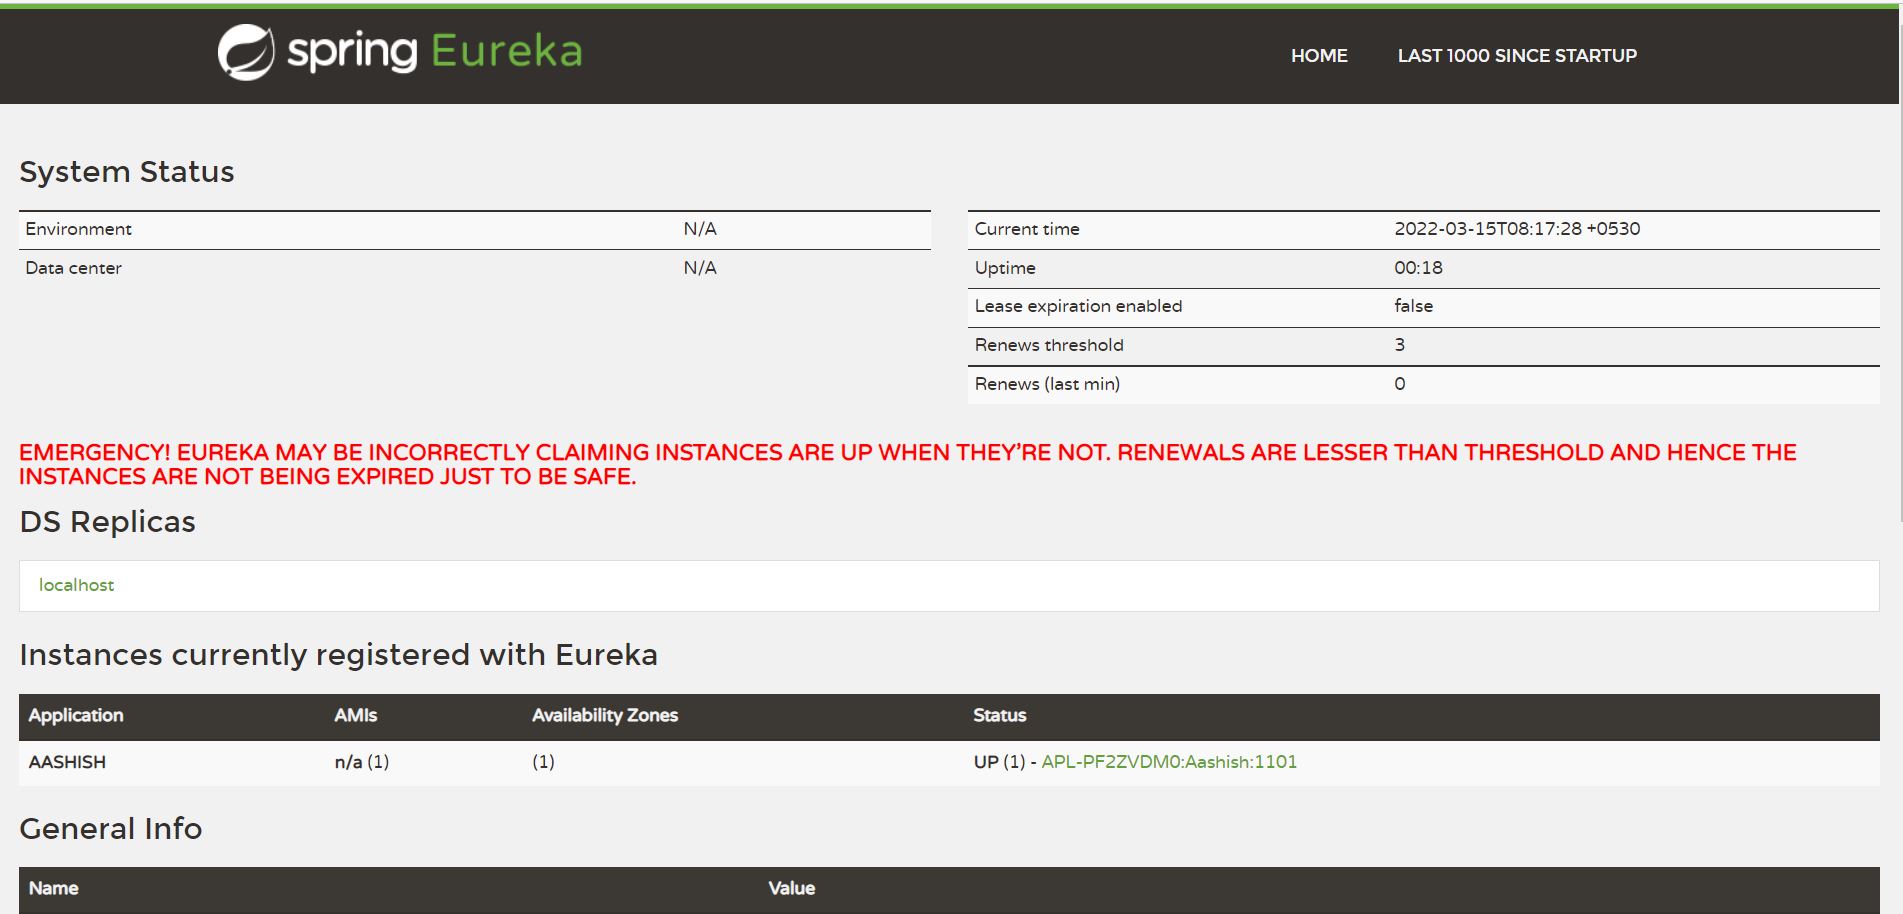 spring Eureka
HOME LAST 1000 SINCE STARTUP
System Status
Environment N/A
Data center N/A
Current time 2022-03-15T08:17:28 +0530
Uptime 00:18
Lease expiration enabled false
Renews threshold 3
Renews (last min) 0
EMERGENCY! EUREKA MAY BE INCORRECTLY CLAIMING INSTANCES ARE UP WHEN THEY’RE NOT. RENEWALS ARE LESSER THAN THRESHOLD AND HENCE THE
INSTANCES ARE NOT BEING EXPIRED JUST TO BE SAFE.
DS Replicas
localhost
Instances currently registered with Eureka
Application AMIs Availability Zones Status
AASHISH n/a (1) (1) UP (1) - APL-PF2ZVDM0:Aashish:1101
General Info
Name Value